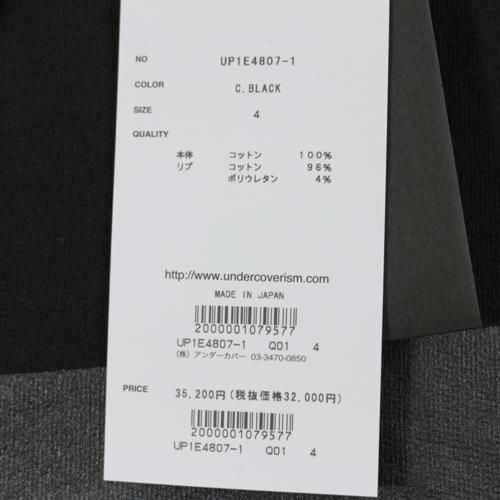 NO UP1E4807-1
COLOR C.BLACK
SIZE 4
QUALITY
本体 コットン 100%
リブ コットン 96%
ポリウレタン 4%
http://www.undercoverism.com
MADE IN JAPAN
2000001079577
UP1E4807-1 Q01 4
(株) アンダーカバー 03-3470-0850
PRICE 35,200円(税抜価格32,000円)
2000001079577
UP1E4807-1 Q01 4